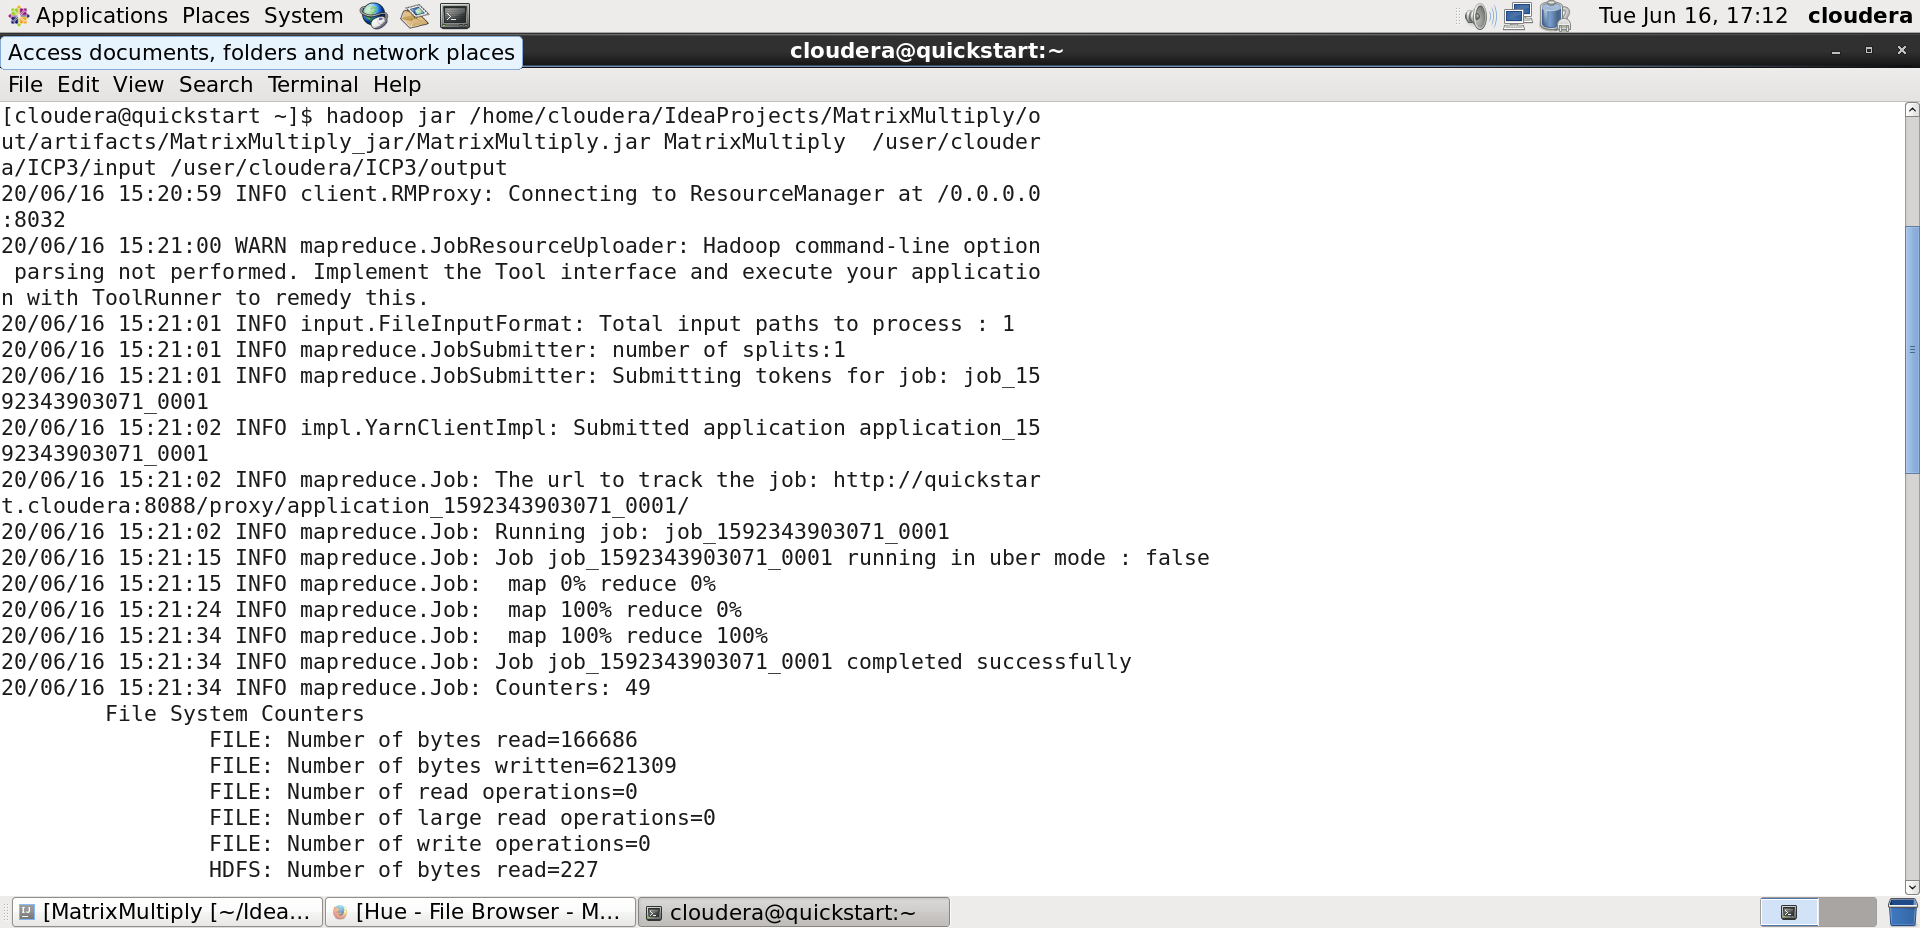 Applications Places System Tue Jun 16, 17:12 cloudera
Access documents, folders and network places cloudera@quickstart:~
File Edit View Search Terminal Help
[cloudera@quickstart ~]$ hadoop jar /home/cloudera/IdeaProjects/MatrixMultiply/o
ut/artifacts/MatrixMultiply_jar/MatrixMultiply.jar MatrixMultiply  /user/clouder
a/ICP3/input /user/cloudera/ICP3/output
20/06/16 15:20:59 INFO client.RMProxy: Connecting to ResourceManager at /0.0.0.0
:8032
20/06/16 15:21:00 WARN mapreduce.JobResourceUploader: Hadoop command-line option
 parsing not performed. Implement the Tool interface and execute your applicatio
n with ToolRunner to remedy this.
20/06/16 15:21:01 INFO input.FileInputFormat: Total input paths to process : 1
20/06/16 15:21:01 INFO mapreduce.JobSubmitter: number of splits:1
20/06/16 15:21:01 INFO mapreduce.JobSubmitter: Submitting tokens for job: job_15
92343903071_0001
20/06/16 15:21:02 INFO impl.YarnClientImpl: Submitted application application_15
92343903071_0001
20/06/16 15:21:02 INFO mapreduce.Job: The url to track the job: http://quickstar
t.cloudera:8088/proxy/application_1592343903071_0001/
20/06/16 15:21:02 INFO mapreduce.Job: Running job: job_1592343903071_0001
20/06/16 15:21:15 INFO mapreduce.Job: Job job_1592343903071_0001 running in uber mode : false
20/06/16 15:21:15 INFO mapreduce.Job:  map 0% reduce 0%
20/06/16 15:21:24 INFO mapreduce.Job:  map 100% reduce 0%
20/06/16 15:21:34 INFO mapreduce.Job:  map 100% reduce 100%
20/06/16 15:21:34 INFO mapreduce.Job: Job job_1592343903071_0001 completed successfully
20/06/16 15:21:34 INFO mapreduce.Job: Counters: 49
        File System Counters
                FILE: Number of bytes read=166686
                FILE: Number of bytes written=621309
                FILE: Number of read operations=0
                FILE: Number of large read operations=0
                FILE: Number of write operations=0
                HDFS: Number of bytes read=227
[MatrixMultiply [~/Idea... [Hue - File Browser - M... cloudera@quickstart:~